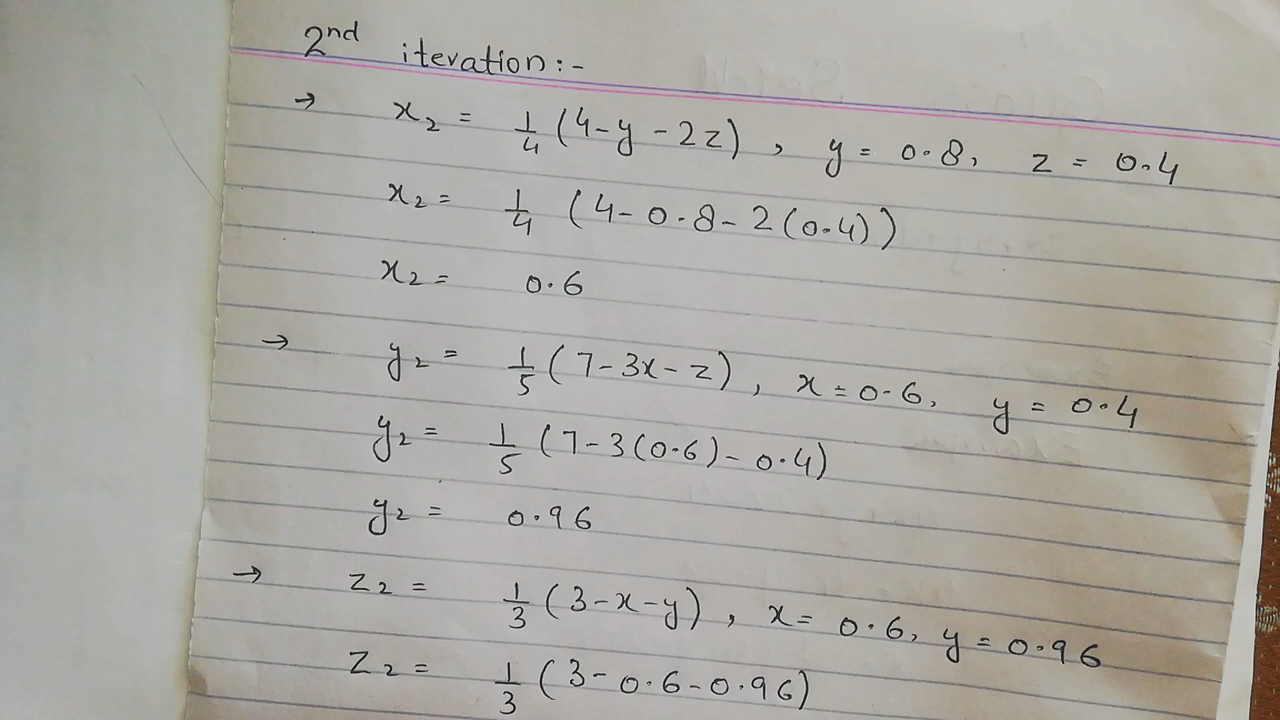 2nd iteration:-
→ x2 = 1/4 (4-y-2z), y = 0.8, z = 0.4
x2 = 1/4 (4-0.8-2(0.4))
x2 = 0.6
→ y2 = 1/5 (7-3x-z), x=0.6, y = 0.4
y2 = 1/5 (7-3(0.6)-0.4)
y2 = 0.96
→ z2 = 1/3 (3-x-y), x= 0.6, y=0.96
z2 = 1/3 (3-0.6-0.96)